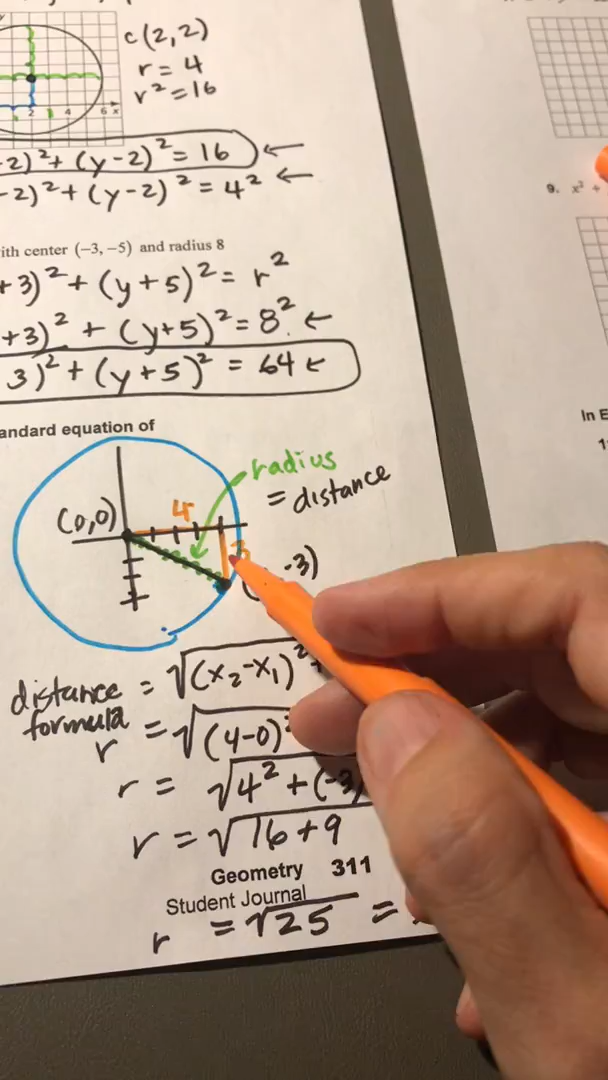 c(2,2)
r = 4
r² = 16
2 4 6 x
-2)² + (y-2)² = 16 ←
-2)² + (y-2)² = 4² ←
ith center (−3, −5) and radius 8
+3)² + (y+5)² = r²
+3)² + (y+5)² = 8² ←
3)² + (y+5)² = 64 ←
andard equation of
radius
= distance
4
(0,0)
3
-3)
distance = √(x₂-x₁)²
formula
r = √(4-0)²
r = √4² + (-3
r = √16+9
Geometry 311
Student Journal
r = √25 =
9. x² +
In E
1